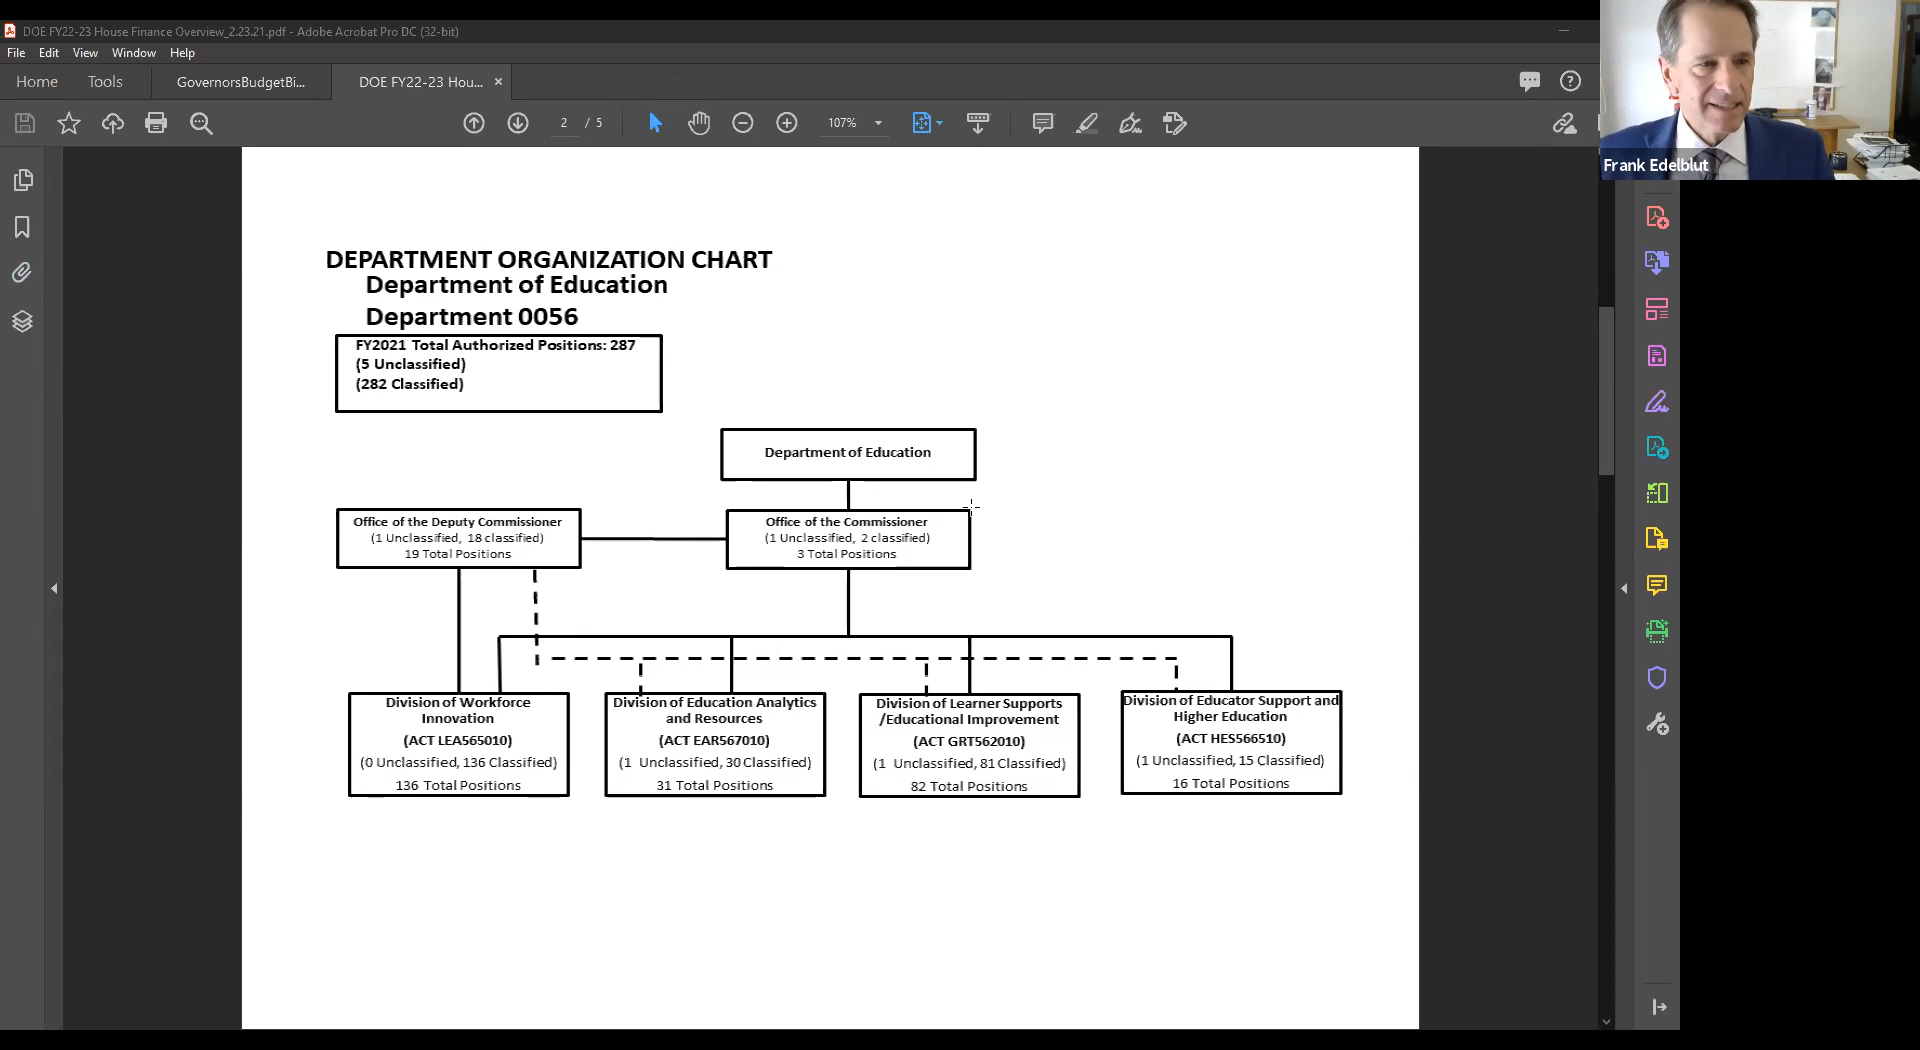 DOE FY22-23 House Finance Overview_2.23.21.pdf - Adobe Acrobat Pro DC (32-bit)
File Edit View Window Help
Home Tools GovernorsBudgetBi... DOE FY22-23 Hou... ×
2 / 5 107%
Frank Edelblut
DEPARTMENT ORGANIZATION CHART
Department of Education
Department 0056
FY2021 Total Authorized Positions: 287
(5 Unclassified)
(282 Classified)
Department of Education
Office of the Deputy Commissioner
(1 Unclassified, 18 classified)
19 Total Positions
Office of the Commissioner
(1 Unclassified, 2 classified)
3 Total Positions
Division of Workforce
Innovation
(ACT LEA565010)
(0 Unclassified, 136 Classified)
136 Total Positions
Division of Education Analytics
and Resources
(ACT EAR567010)
(1 Unclassified, 30 Classified)
31 Total Positions
Division of Learner Supports
/Educational Improvement
(ACT GRT562010)
(1 Unclassified, 81 Classified)
82 Total Positions
Division of Educator Support and
Higher Education
(ACT HES566510)
(1 Unclassified, 15 Classified)
16 Total Positions